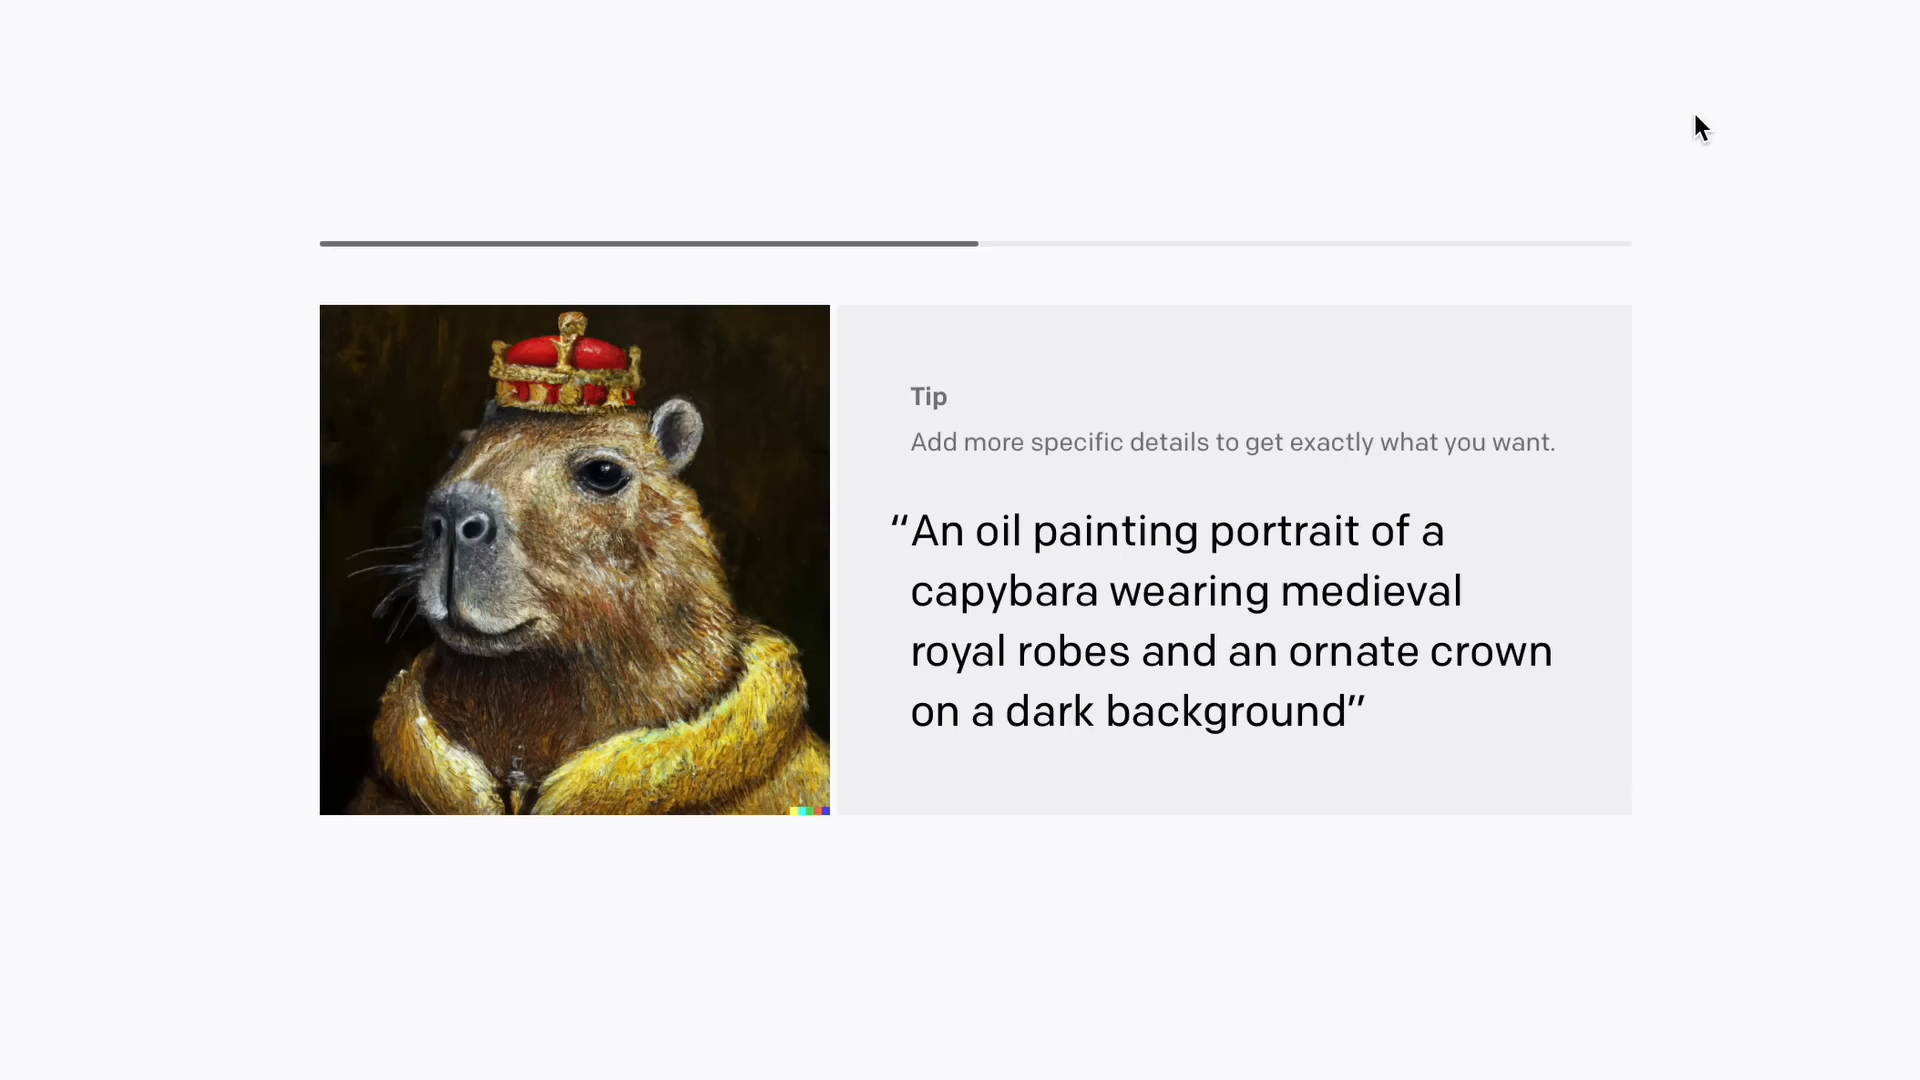 Tip
Add more specific details to get exactly what you want.
“An oil painting portrait of a
capybara wearing medieval
royal robes and an ornate crown
on a dark background”